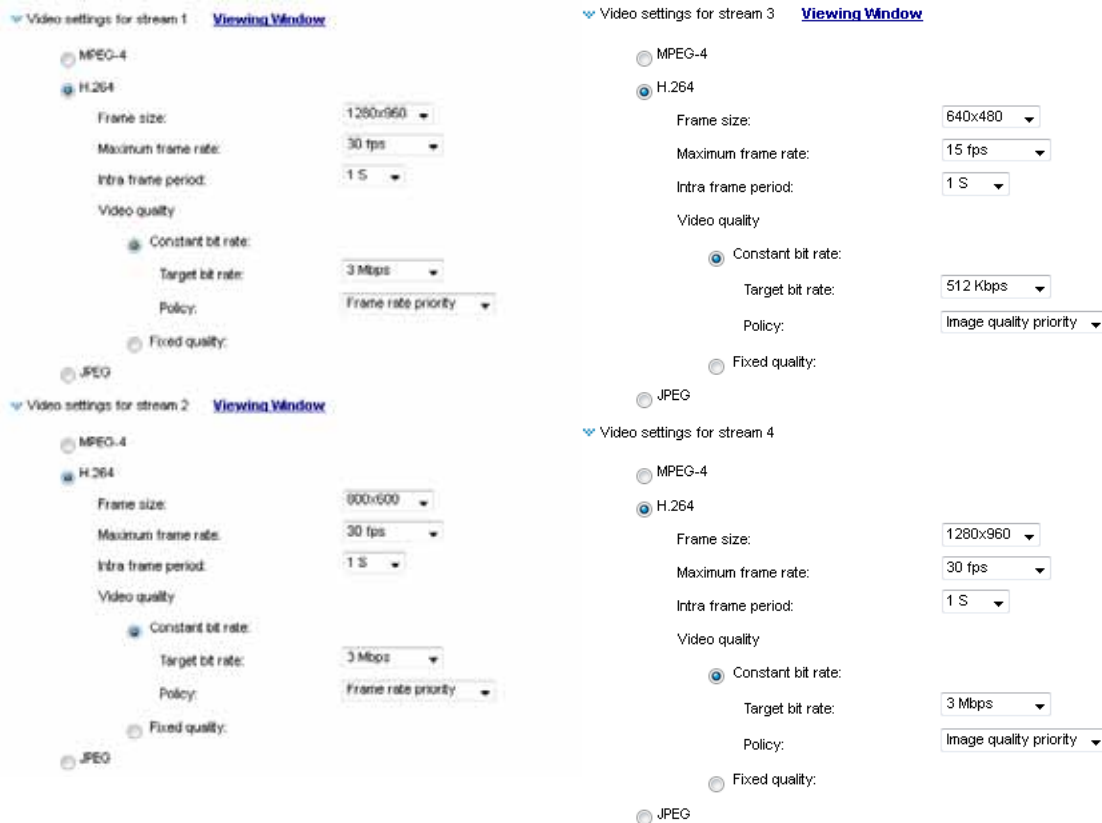 Video settings for stream 1 Viewing Window
MPEG-4
H.264
Frame size: 1280x960
Maximum frame rate: 30 fps
Intra frame period: 1 S
Video quality
Constant bit rate:
Target bit rate: 3 Mbps
Policy: Frame rate priority
Fixed quality:
JPEG
Video settings for stream 2 Viewing Window
MPEG-4
H.264
Frame size: 800x600
Maximum frame rate: 30 fps
Intra frame period: 1 S
Video quality
Constant bit rate:
Target bit rate: 3 Mbps
Policy: Frame rate priority
Fixed quality:
JPEG
Video settings for stream 3 Viewing Window
MPEG-4
H.264
Frame size: 640x480
Maximum frame rate: 15 fps
Intra frame period: 1 S
Video quality
Constant bit rate:
Target bit rate: 512 Kbps
Policy: Image quality priority
Fixed quality:
JPEG
Video settings for stream 4
MPEG-4
H.264
Frame size: 1280x960
Maximum frame rate: 30 fps
Intra frame period: 1 S
Video quality
Constant bit rate:
Target bit rate: 3 Mbps
Policy: Image quality priority
Fixed quality:
JPEG